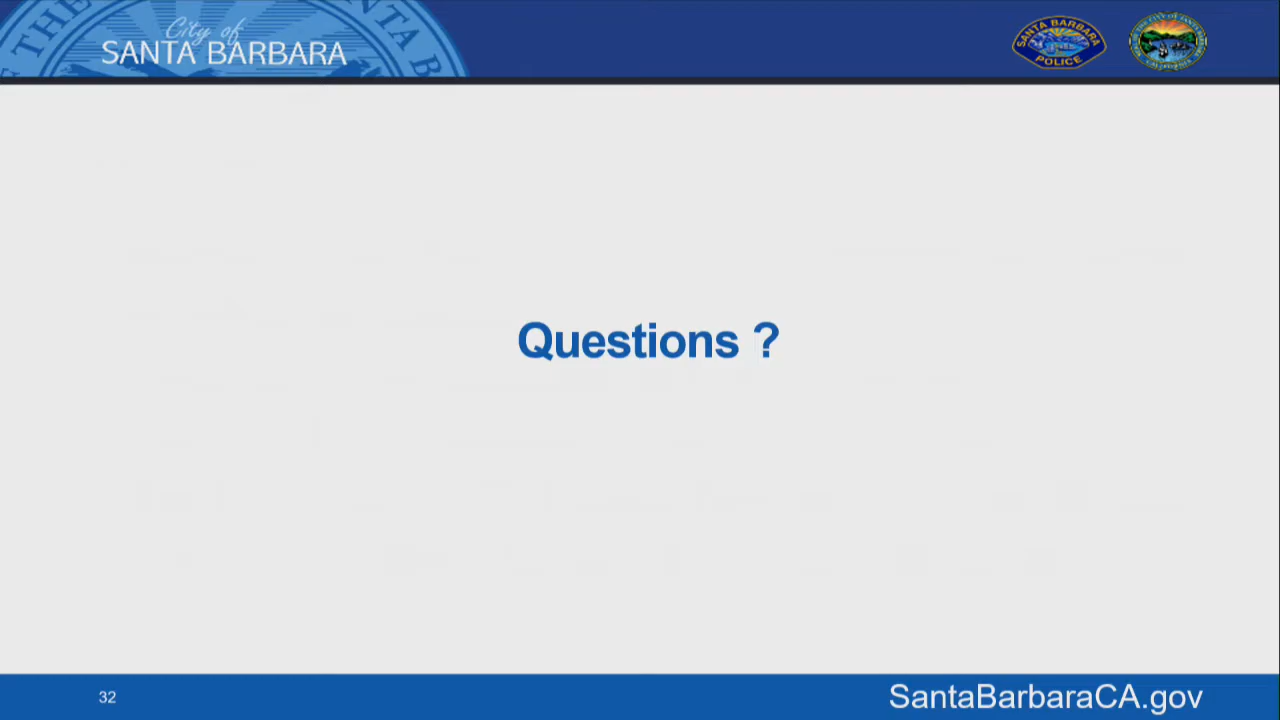 City of
SANTA BARBARA
SANTA BARBARA
POLICE
Questions ?
32
SantaBarbaraCA.gov